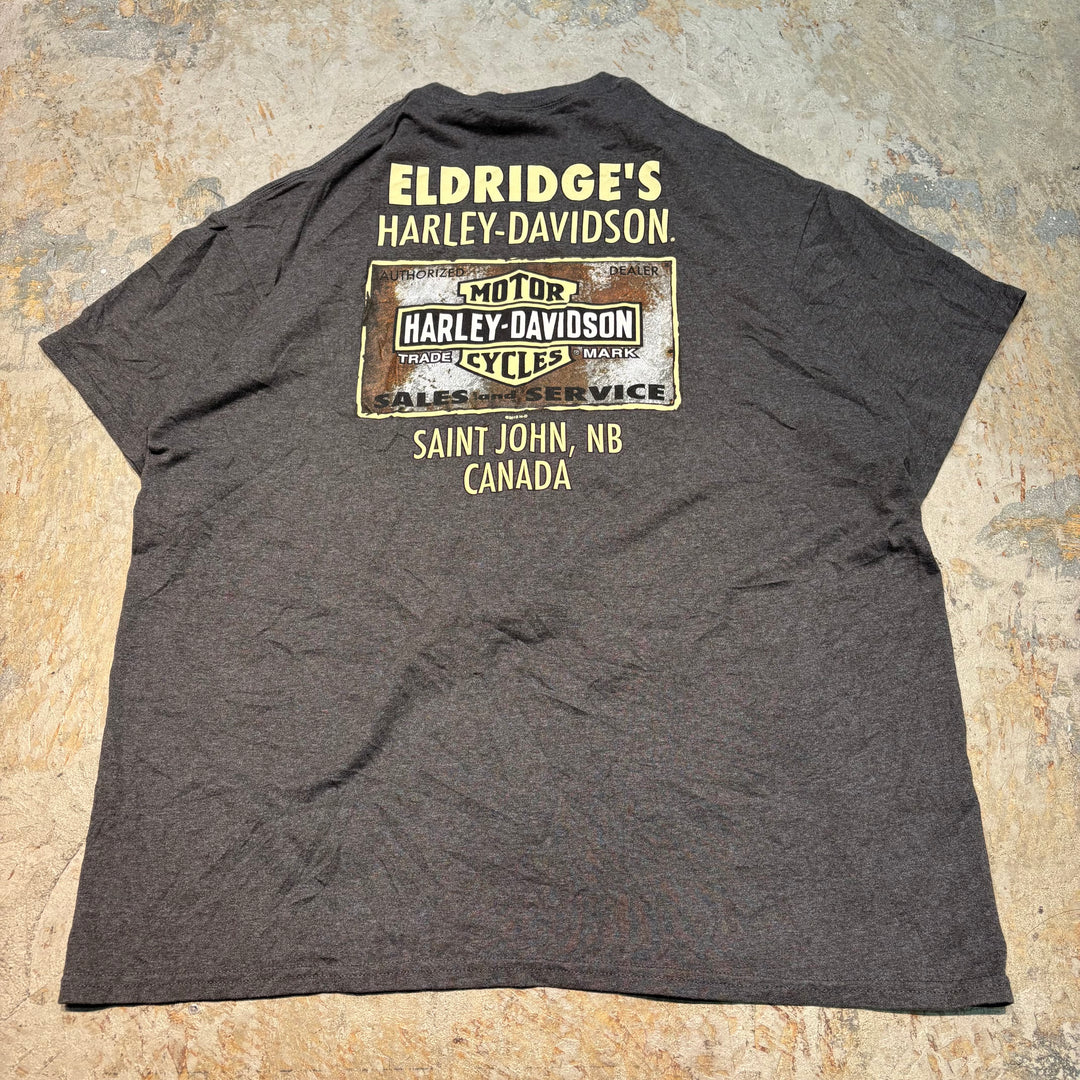 ELDRIDGE'S
HARLEY-DAVIDSON.
AUTHORIZED DEALER
MOTOR
HARLEY-DAVIDSON
TRADE MARK
CYCLES
SALES and SERVICE
SAINT JOHN, NB
CANADA